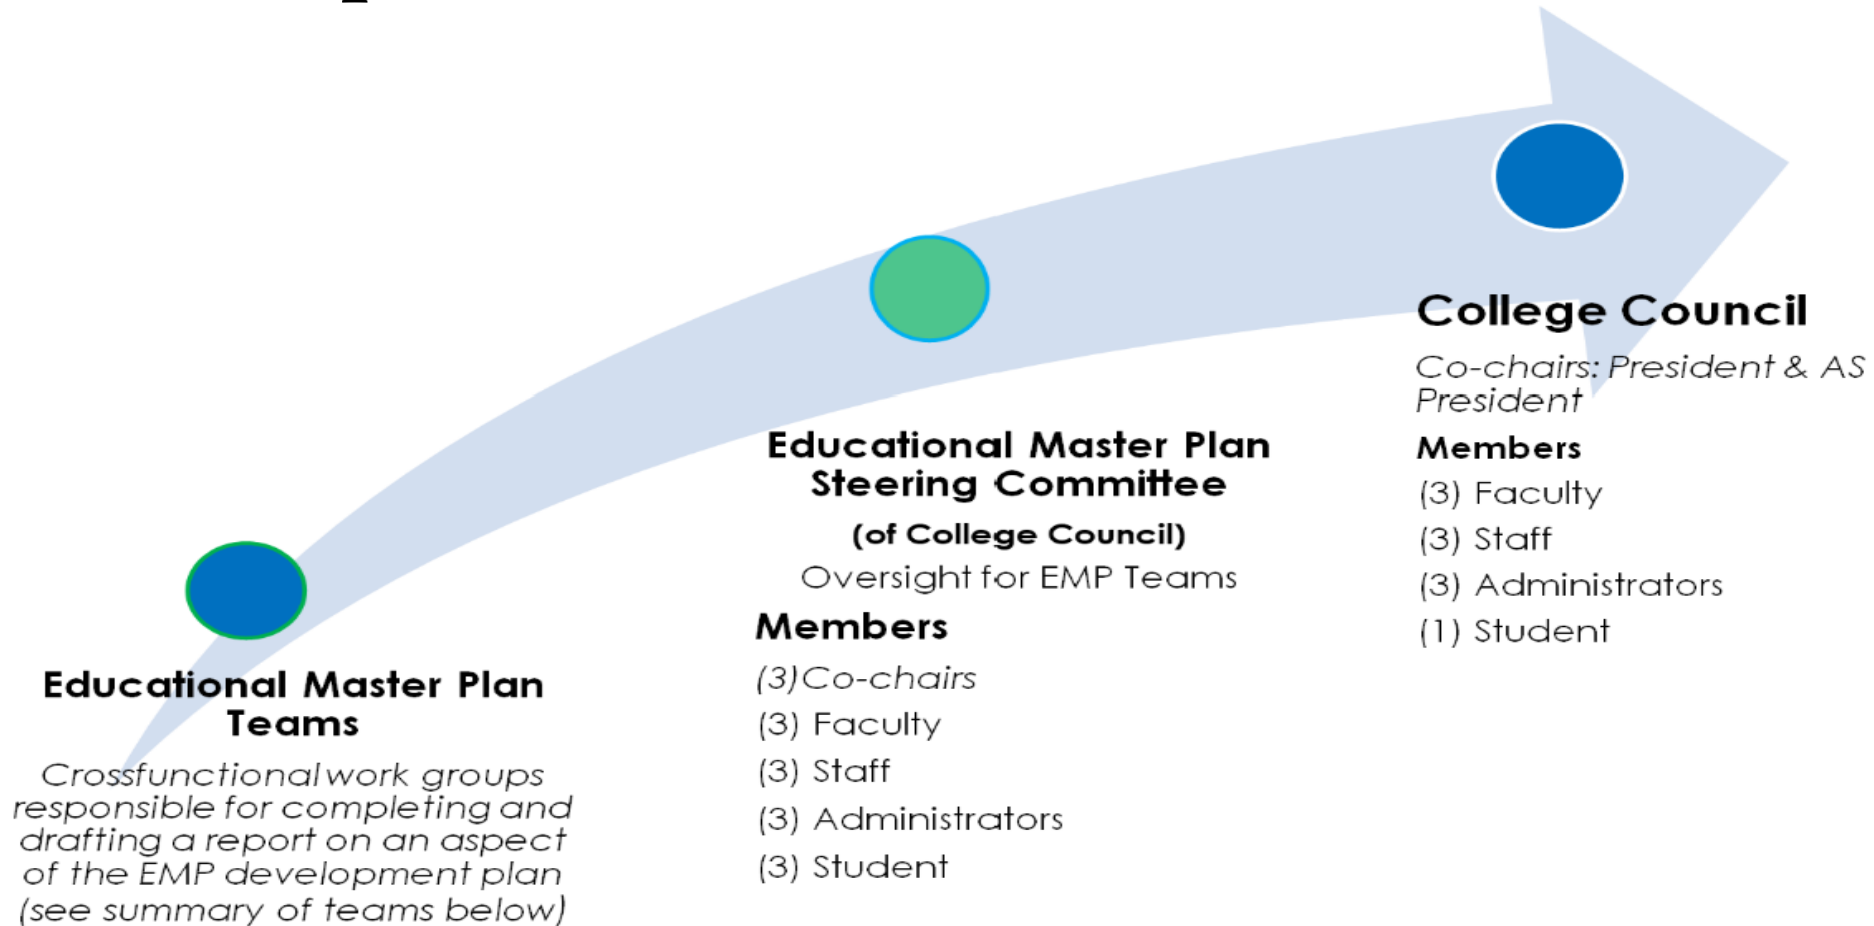 Educational Master Plan
Teams
Crossfunctional work groups
responsible for completing and
drafting a report on an aspect
of the EMP development plan
(see summary of teams below)
Educational Master Plan
Steering Committee
(of College Council)
Oversight for EMP Teams
Members
(3)Co-chairs
(3) Faculty
(3) Staff
(3) Administrators
(3) Student
College Council
Co-chairs: President & AS
President
Members
(3) Faculty
(3) Staff
(3) Administrators
(1) Student